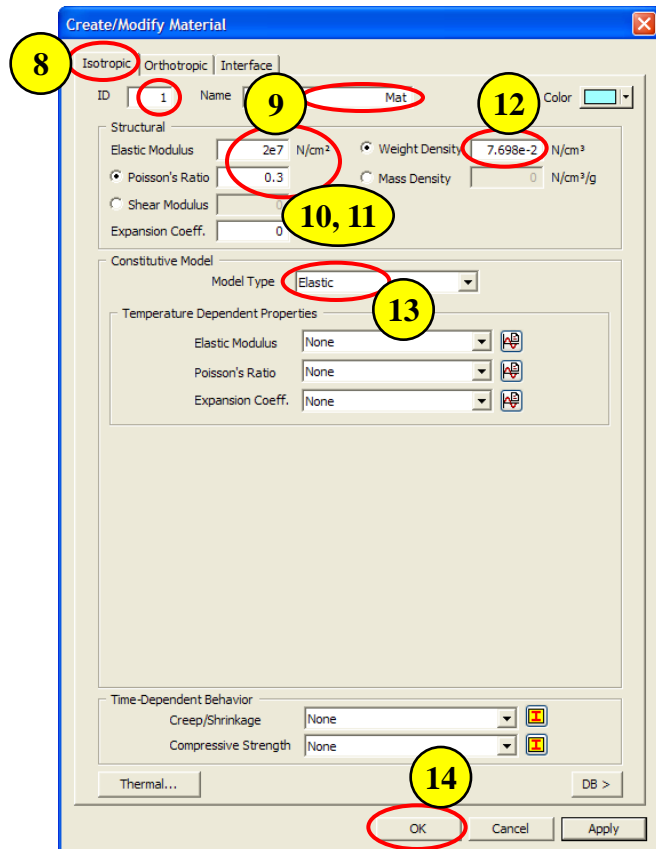 Create/Modify Material
8
Isotropic Orthotropic Interface
ID 1 Name 9 Mat 12 Color
Structural
Elastic Modulus 2e7 N/cm² Weight Density 7.698e-2 N/cm³
Poisson's Ratio 0.3 Mass Density 0 N/cm³/g
Shear Modulus 0 10, 11
Expansion Coeff. 0
Constitutive Model
Model Type Elastic
13
Temperature Dependent Properties
Elastic Modulus None
Poisson's Ratio None
Expansion Coeff. None
Time-Dependent Behavior
Creep/Shrinkage None
Compressive Strength None
Thermal... 14 DB >
OK Cancel Apply